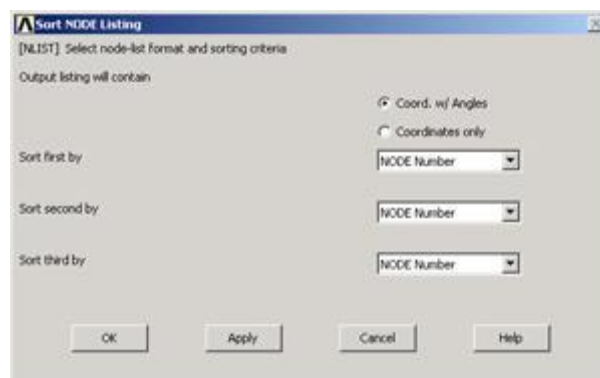 Sort NODE Listing
[NLIST] Select node-list format and sorting criteria
Output listing will contain
Coord. w/ Angles
Coordinates only
Sort first by
NODE Number
Sort second by
NODE Number
Sort third by
NODE Number
OK
Apply
Cancel
Help